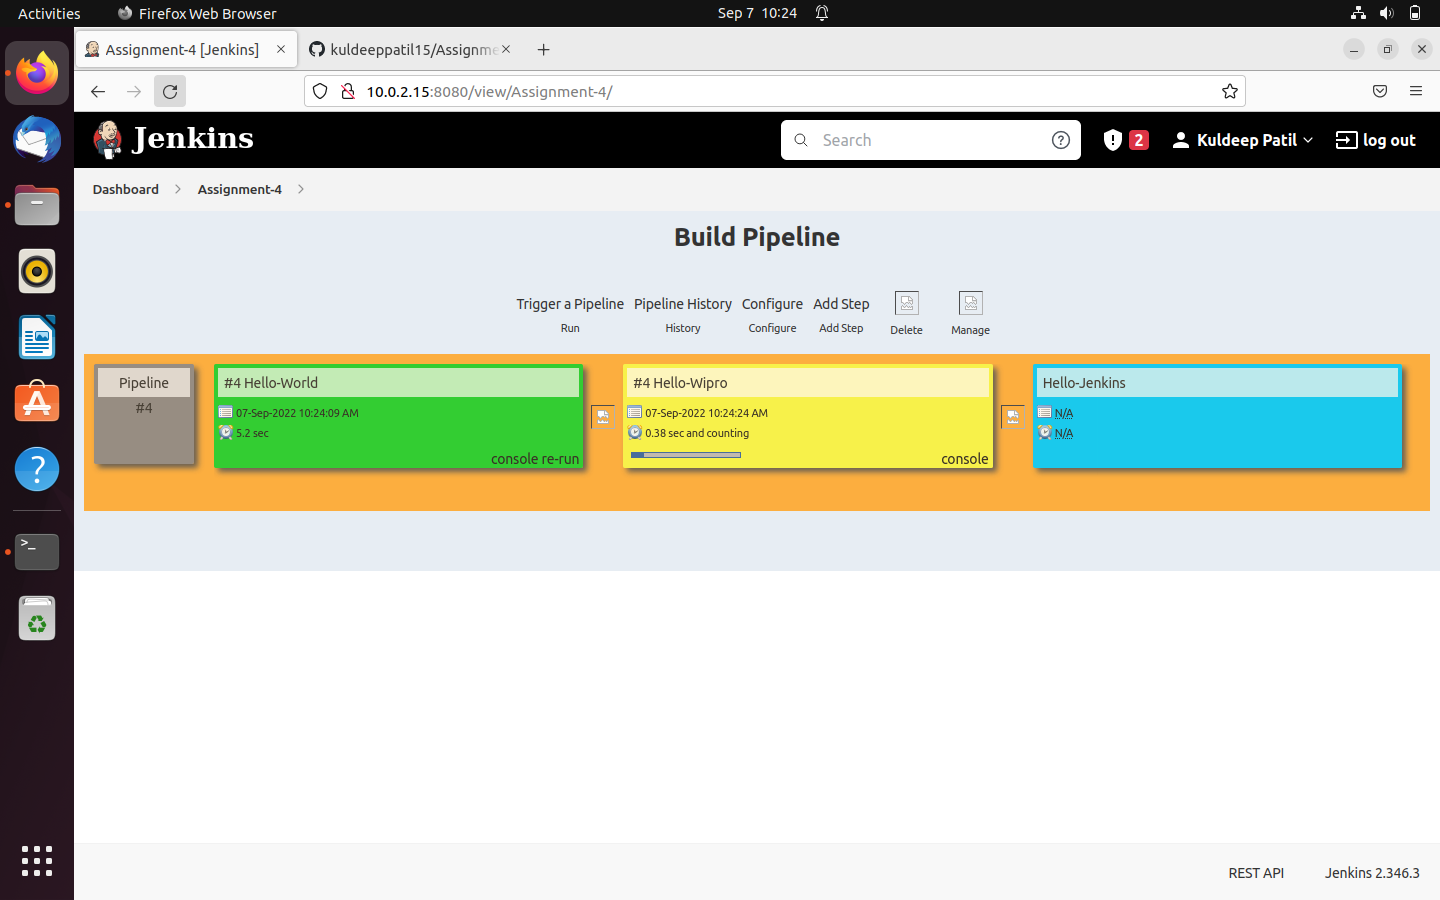 Activities Firefox Web Browser Sep 7 10:24
Assignment-4 [Jenkins] kuldeeppatil15/Assignme
10.0.2.15:8080/view/Assignment-4/
Jenkins Search 2 Kuldeep Patil log out
Dashboard Assignment-4
Build Pipeline
Trigger a Pipeline Pipeline History Configure Add Step
Run History Configure Add Step Delete Manage
Pipeline #4 Hello-World #4 Hello-Wipro Hello-Jenkins
#4 07-Sep-2022 10:24:09 AM 07-Sep-2022 10:24:24 AM N/A
5.2 sec 0.38 sec and counting N/A
console re-run console
REST API Jenkins 2.346.3